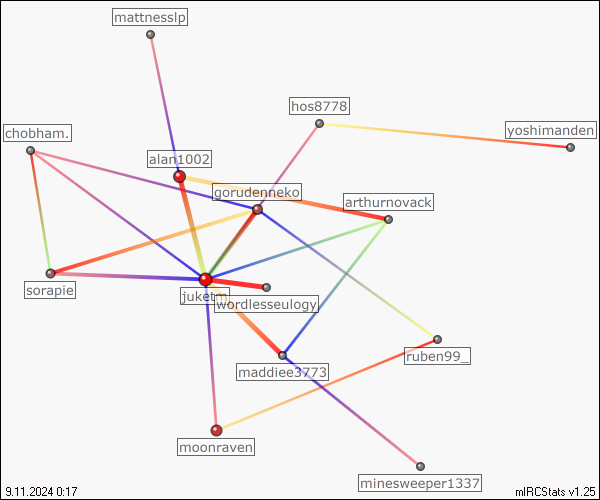 mattnesslp
hos8778
chobham.
yoshimanden
alan1002
gorudenneko
arthurnovack
sorapie
wordlesseulogy
ruben99_
maddiee3773
moonraven
minesweeper1337
9.11.2024 0:17
mIRCStats v1.25